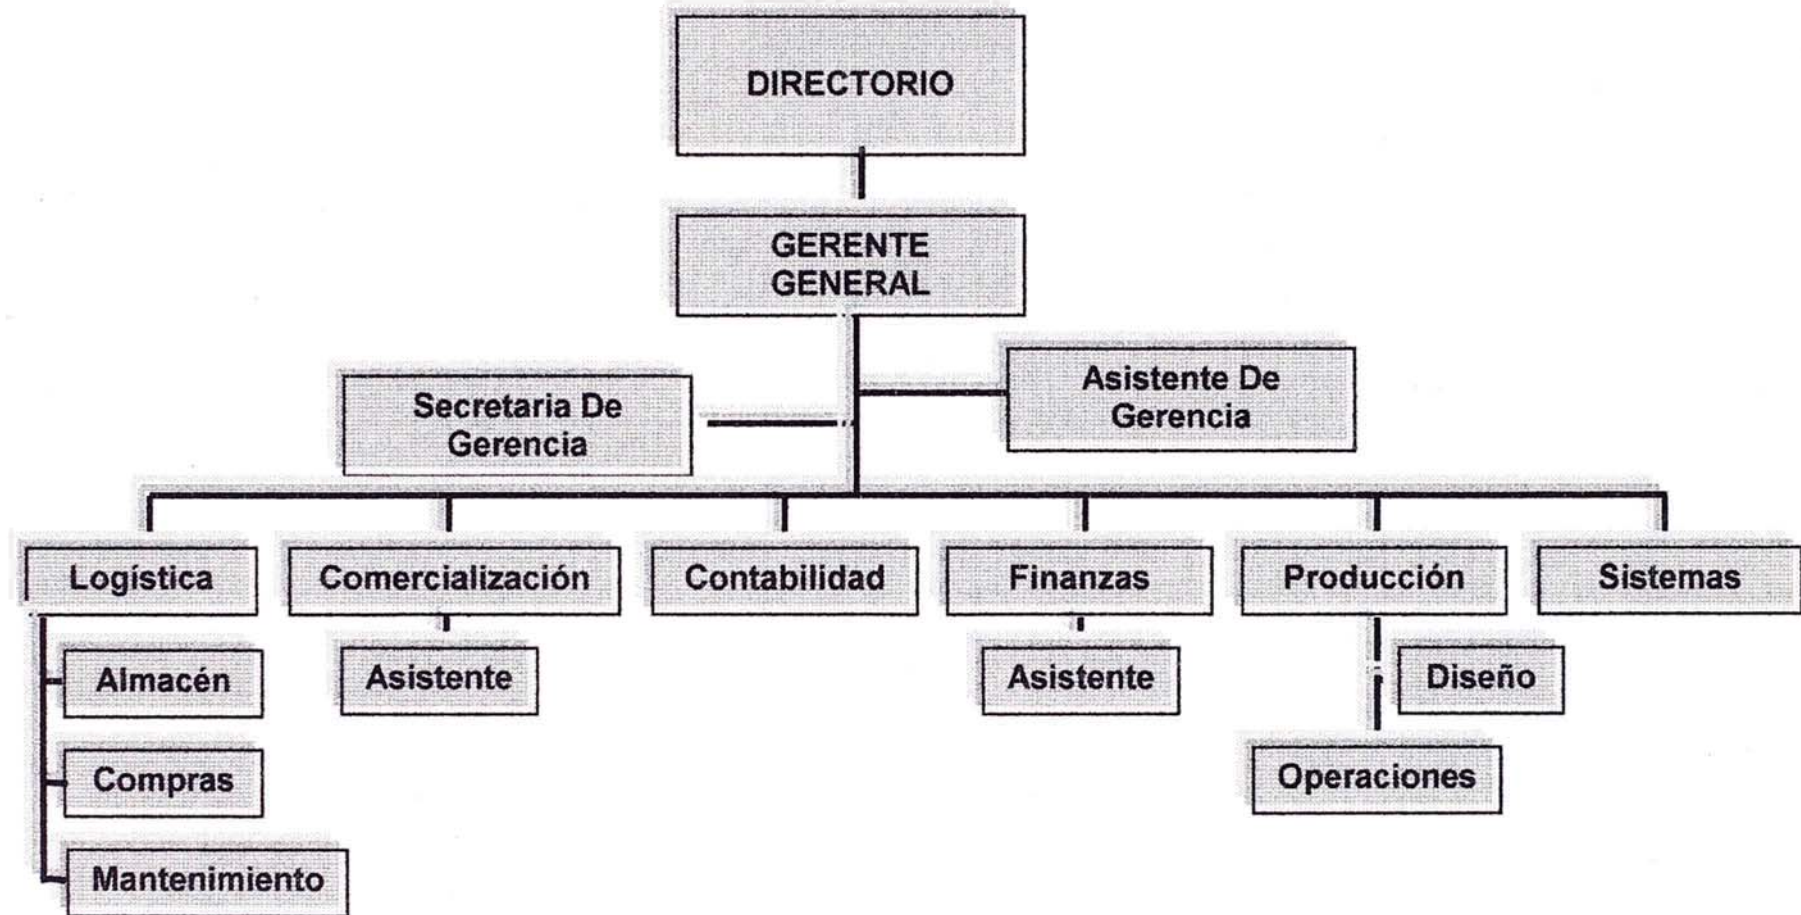 DIRECTORIO
GERENTE
GENERAL
Secretaria De
Gerencia
Asistente De
Gerencia
Logística
Comercialización
Contabilidad
Finanzas
Producción
Sistemas
Almacén
Asistente
Asistente
Diseño
Compras
Operaciones
Mantenimiento